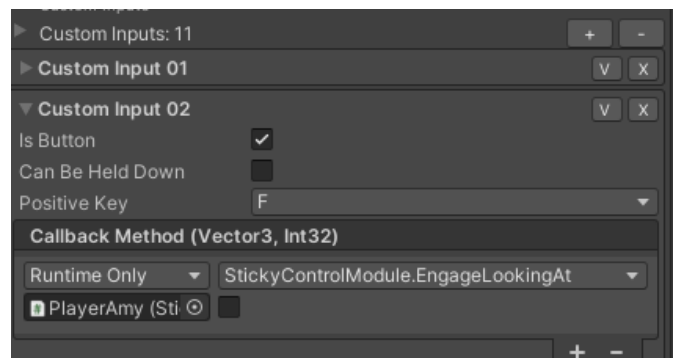 Custom Inputs: 11
+ -
Custom Input 01
V X
Custom Input 02
V X
Is Button
Can Be Held Down
Positive Key
F
Callback Method (Vector3, Int32)
Runtime Only
StickyControlModule.EngageLookingAt
PlayerAmy (Sti
+ -